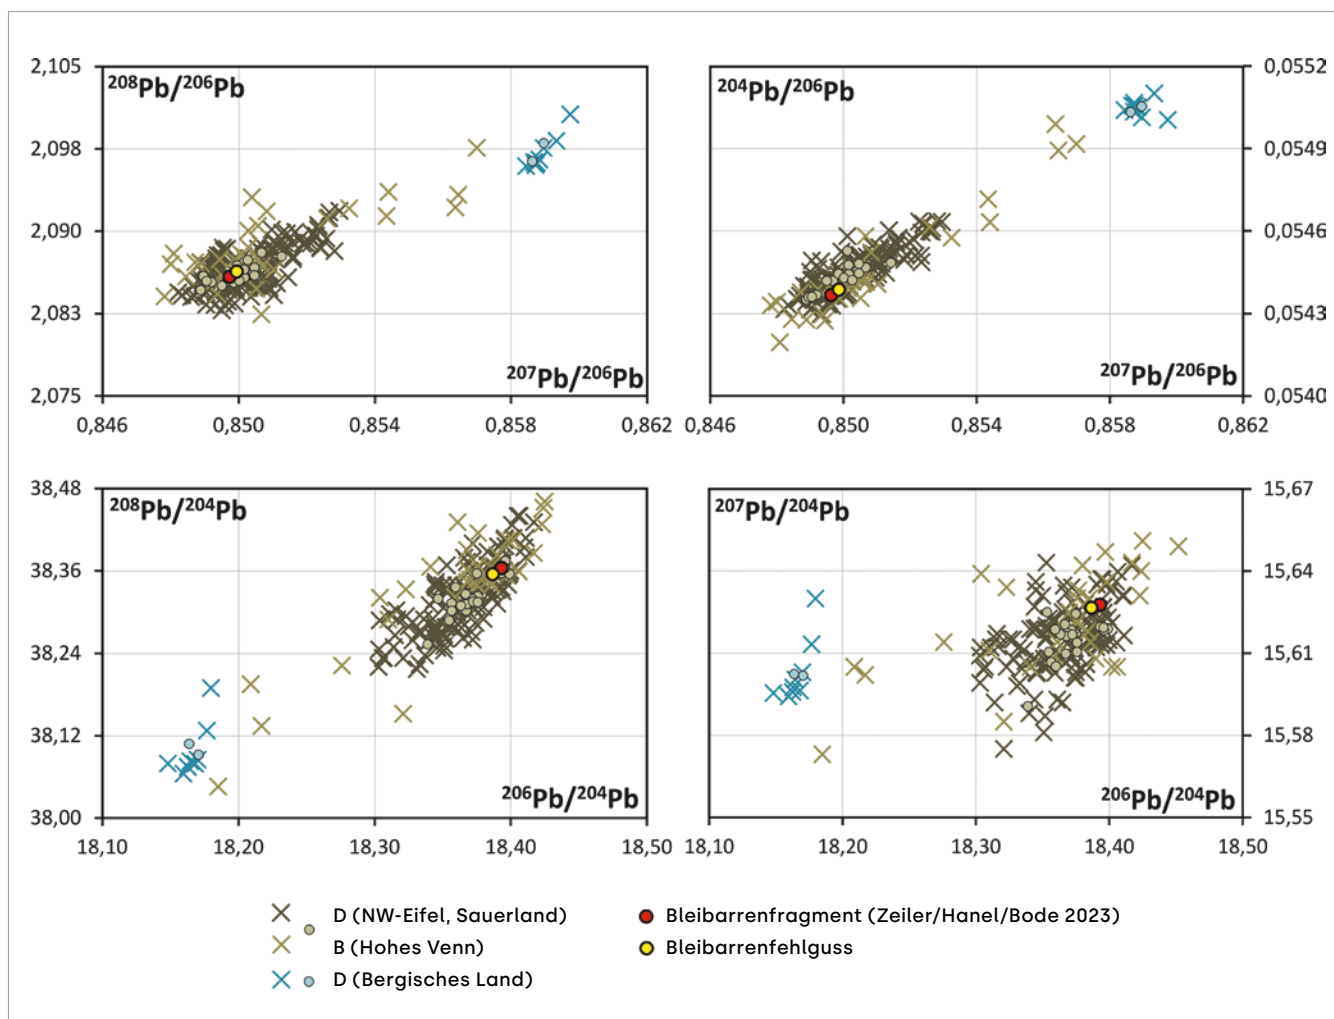 2,105
2,098
2,090
2,083
2,075
²⁰⁸Pb/²⁰⁶Pb
²⁰⁷Pb/²⁰⁶Pb
0,846 0,850 0,854 0,858 0,862
²⁰⁴Pb/²⁰⁶Pb
²⁰⁷Pb/²⁰⁶Pb
0,0552
0,0549
0,0546
0,0543
0,0540
0,846 0,850 0,854 0,858 0,862
38,48
38,36
38,24
38,12
38,00
²⁰⁸Pb/²⁰⁴Pb
²⁰⁶Pb/²⁰⁴Pb
18,10 18,20 18,30 18,40 18,50
²⁰⁷Pb/²⁰⁴Pb
²⁰⁶Pb/²⁰⁴Pb
15,67
15,64
15,61
15,58
15,55
18,10 18,20 18,30 18,40 18,50
D (NW-Eifel, Sauerland)
B (Hohes Venn)
D (Bergisches Land)
Bleibarrenfragment (Zeiler/Hanel/Bode 2023)
Bleibarrenfehlguss